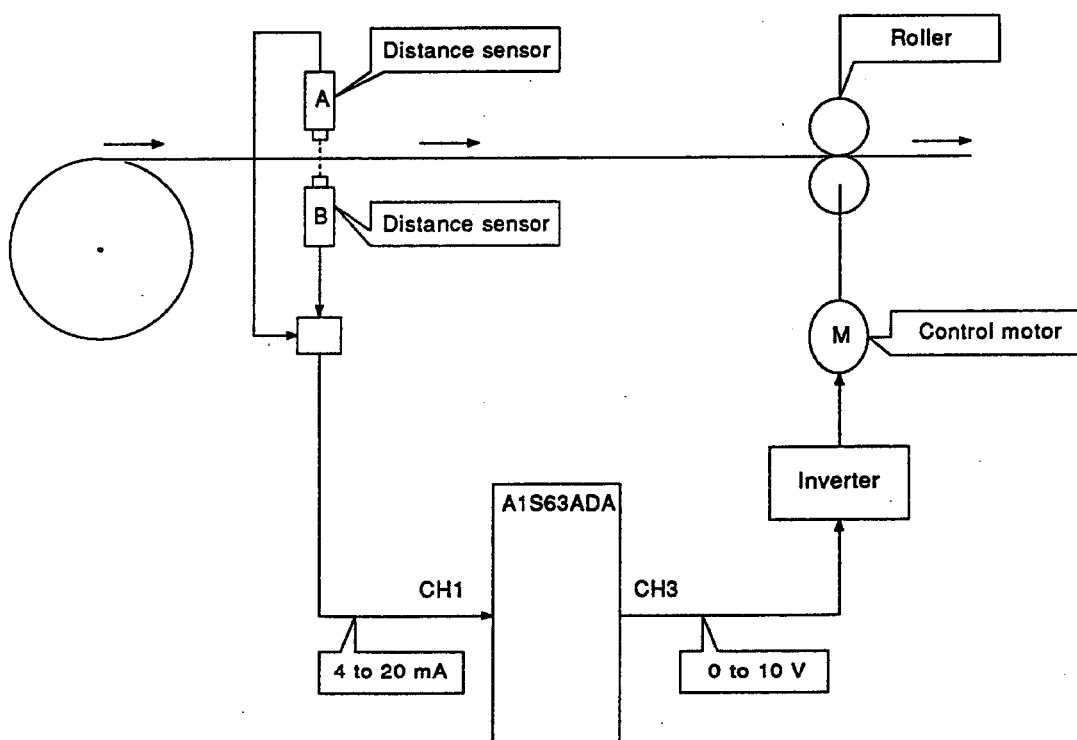 Roller
Distance sensor
A
B
Distance sensor
M
Control motor
Inverter
A1S63ADA
CH1
CH3
4 to 20 mA
0 to 10 V